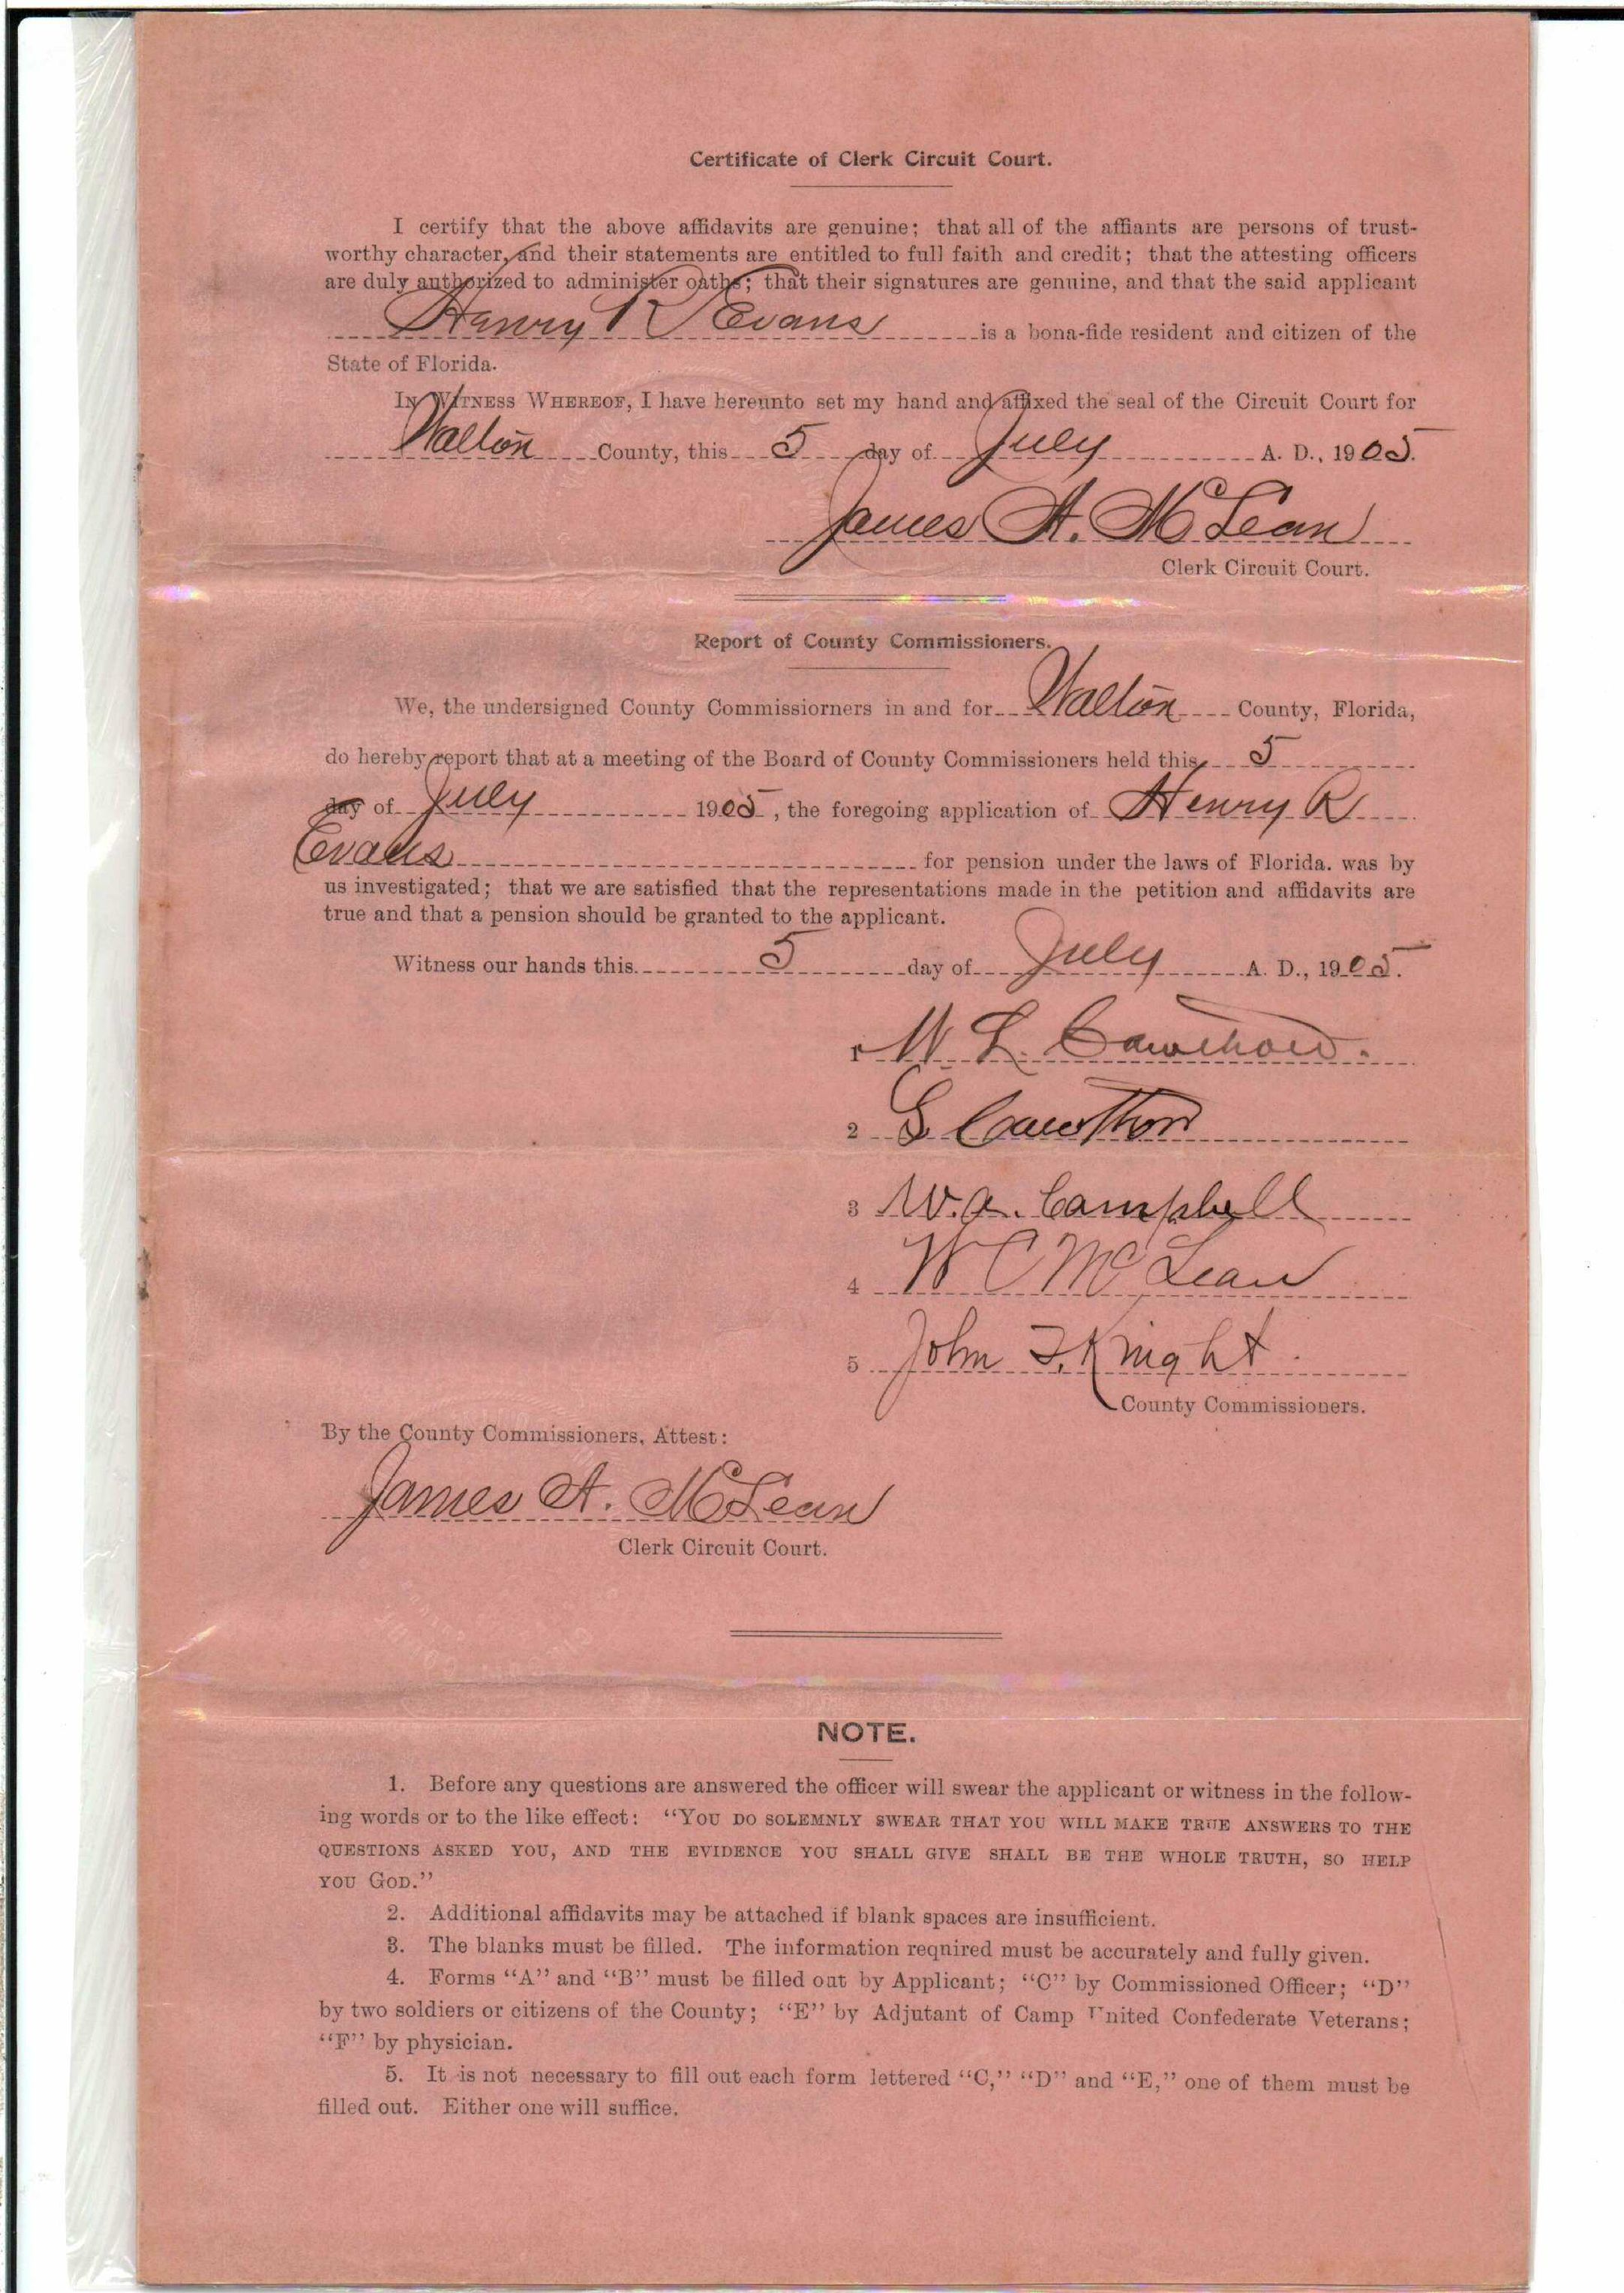 Certificate of Clerk Circuit Court.
I certify that the above affidavits are genuine; that all of the affiants are persons of trust-
worthy character, and their statements are entitled to full faith and credit; that the attesting officers
are duly authorized to administer oaths; that their signatures are genuine, and that the said applicant
Henry R Evans is a bona-fide resident and citizen of the
State of Florida.
IN WITNESS WHEREOF, I have hereunto set my hand and affixed the seal of the Circuit Court for
Walton County, this 5 day of July A. D., 1905.
James A. McLean
Clerk Circuit Court.
Report of County Commissioners.
We, the undersigned County Commissiorners in and for Walton County, Florida,
do hereby report that at a meeting of the Board of County Commissioners held this 5
day of July 1905, the foregoing application of Henry R
Evans for pension under the laws of Florida. was by
us investigated; that we are satisfied that the representations made in the petition and affidavits are
true and that a pension should be granted to the applicant.
Witness our hands this 5 day of July A. D., 1905.
1 W. L. Cawthon.
2 S Cawthon
3 W. A. Campbell
4 W C McLean
5 John T. Knight.
County Commissioners.
By the County Commissioners, Attest:
James A. McLean
Clerk Circuit Court.
NOTE.
1. Before any questions are answered the officer will swear the applicant or witness in the follow-
ing words or to the like effect: "YOU DO SOLEMNLY SWEAR THAT YOU WILL MAKE TRUE ANSWERS TO THE
QUESTIONS ASKED YOU, AND THE EVIDENCE YOU SHALL GIVE SHALL BE THE WHOLE TRUTH, SO HELP
YOU GOD."
2. Additional affidavits may be attached if blank spaces are insufficient.
3. The blanks must be filled. The information reqnired must be accurately and fully given.
4. Forms "A" and "B" must be filled out by Applicant; "C" by Commissioned Officer; "D"
by two soldiers or citizens of the County; "E" by Adjutant of Camp United Confederate Veterans;
"F" by physician.
5. It is not necessary to fill out each form lettered "C," "D" and "E," one of them must be
filled out. Either one will suffice.